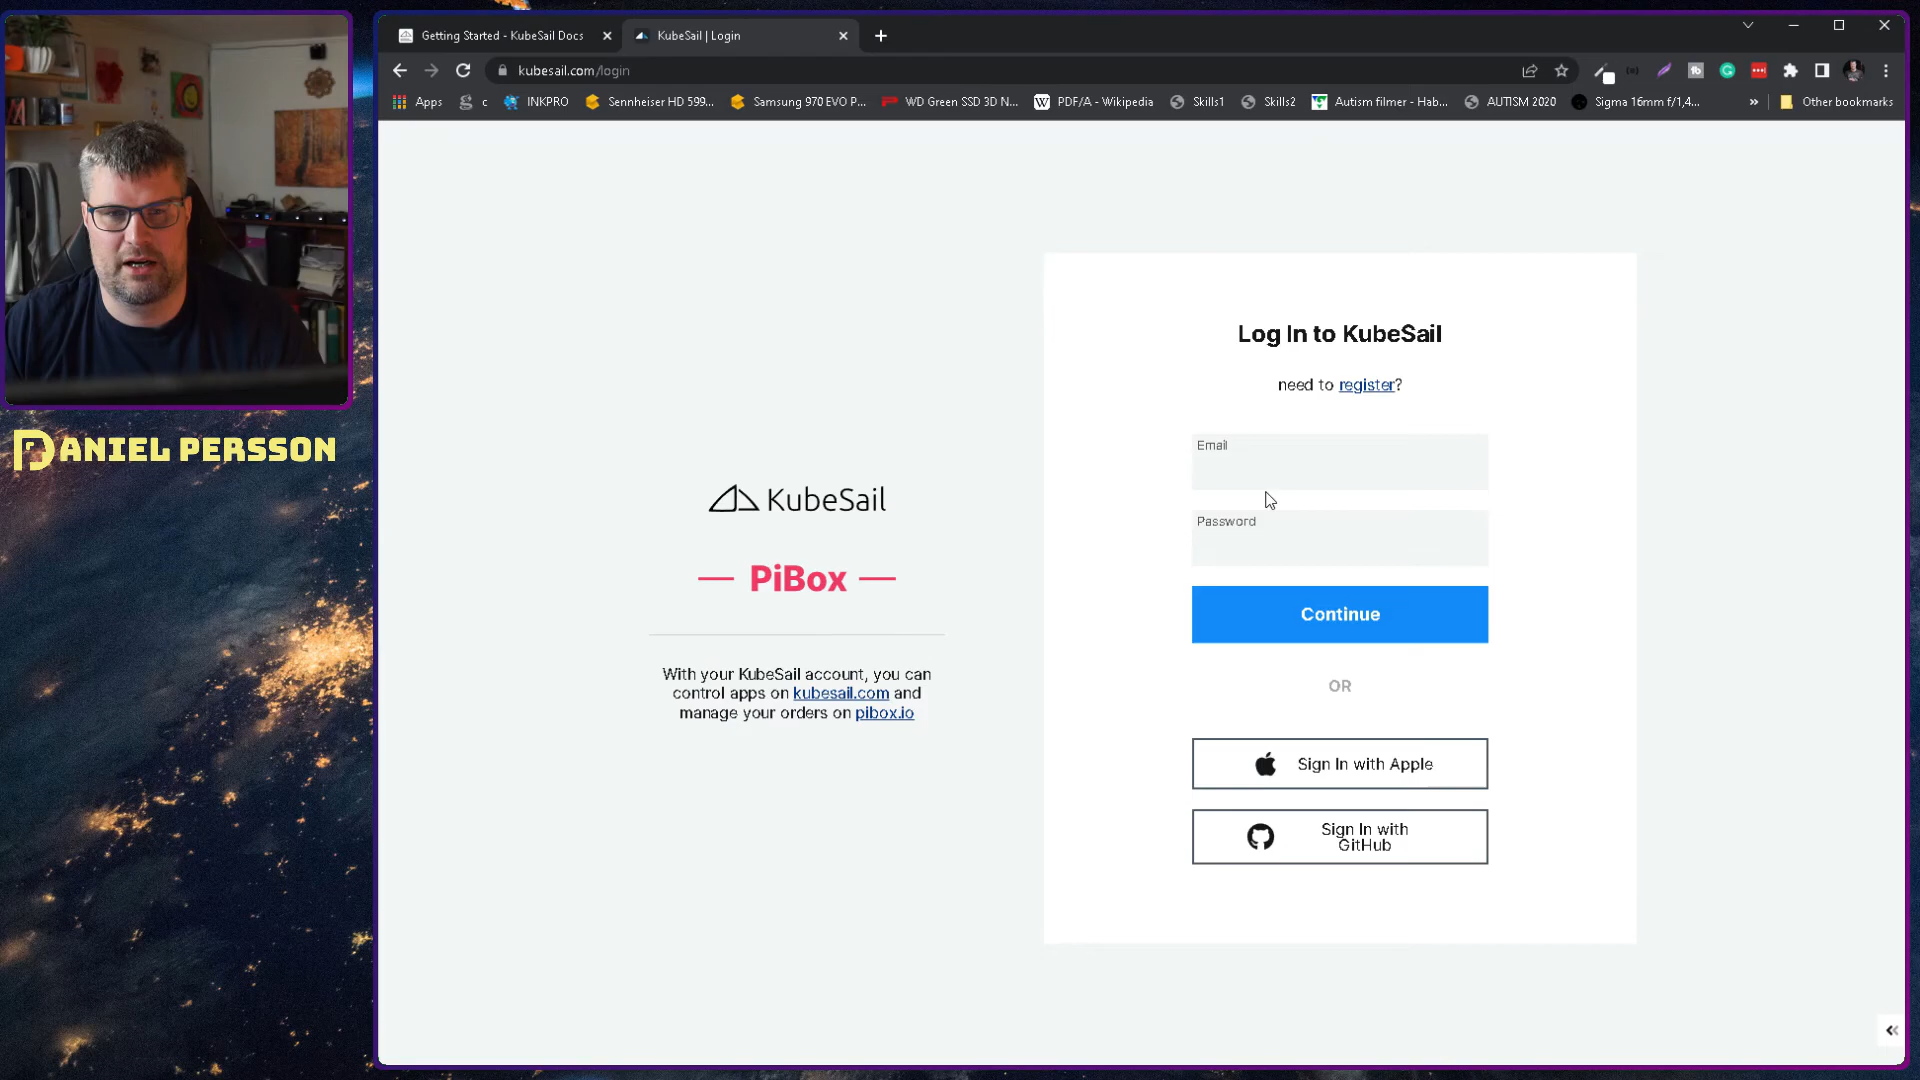 Getting Started - KubeSail Docs
KubeSail | Login
kubesail.com/login
Apps
c
INKPRO
Sennheiser HD 599...
Samsung 970 EVO P...
WD Green SSD 3D N...
PDF/A - Wikipedia
Skills1
Skills2
Autism filmer - Hab...
AUTISM 2020
Sigma 16mm f/1,4...
»
Other bookmarks
DANIEL PERSSON
KubeSail
PiBox
With your KubeSail account, you can
control apps on kubesail.com and
manage your orders on pibox.io
Log In to KubeSail
need to register?
Email
Password
Continue
OR
Sign In with Apple
Sign In with
GitHub